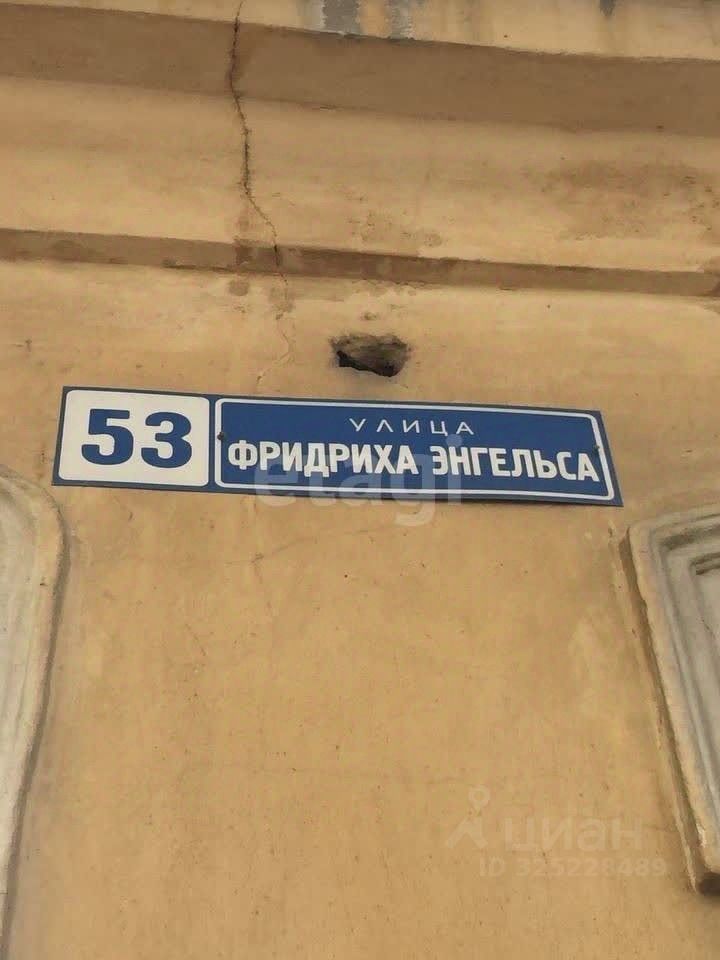 53
УЛИЦА
ФРИДРИХА ЭНГЕЛЬСА
etagi
циан
ID 325228489